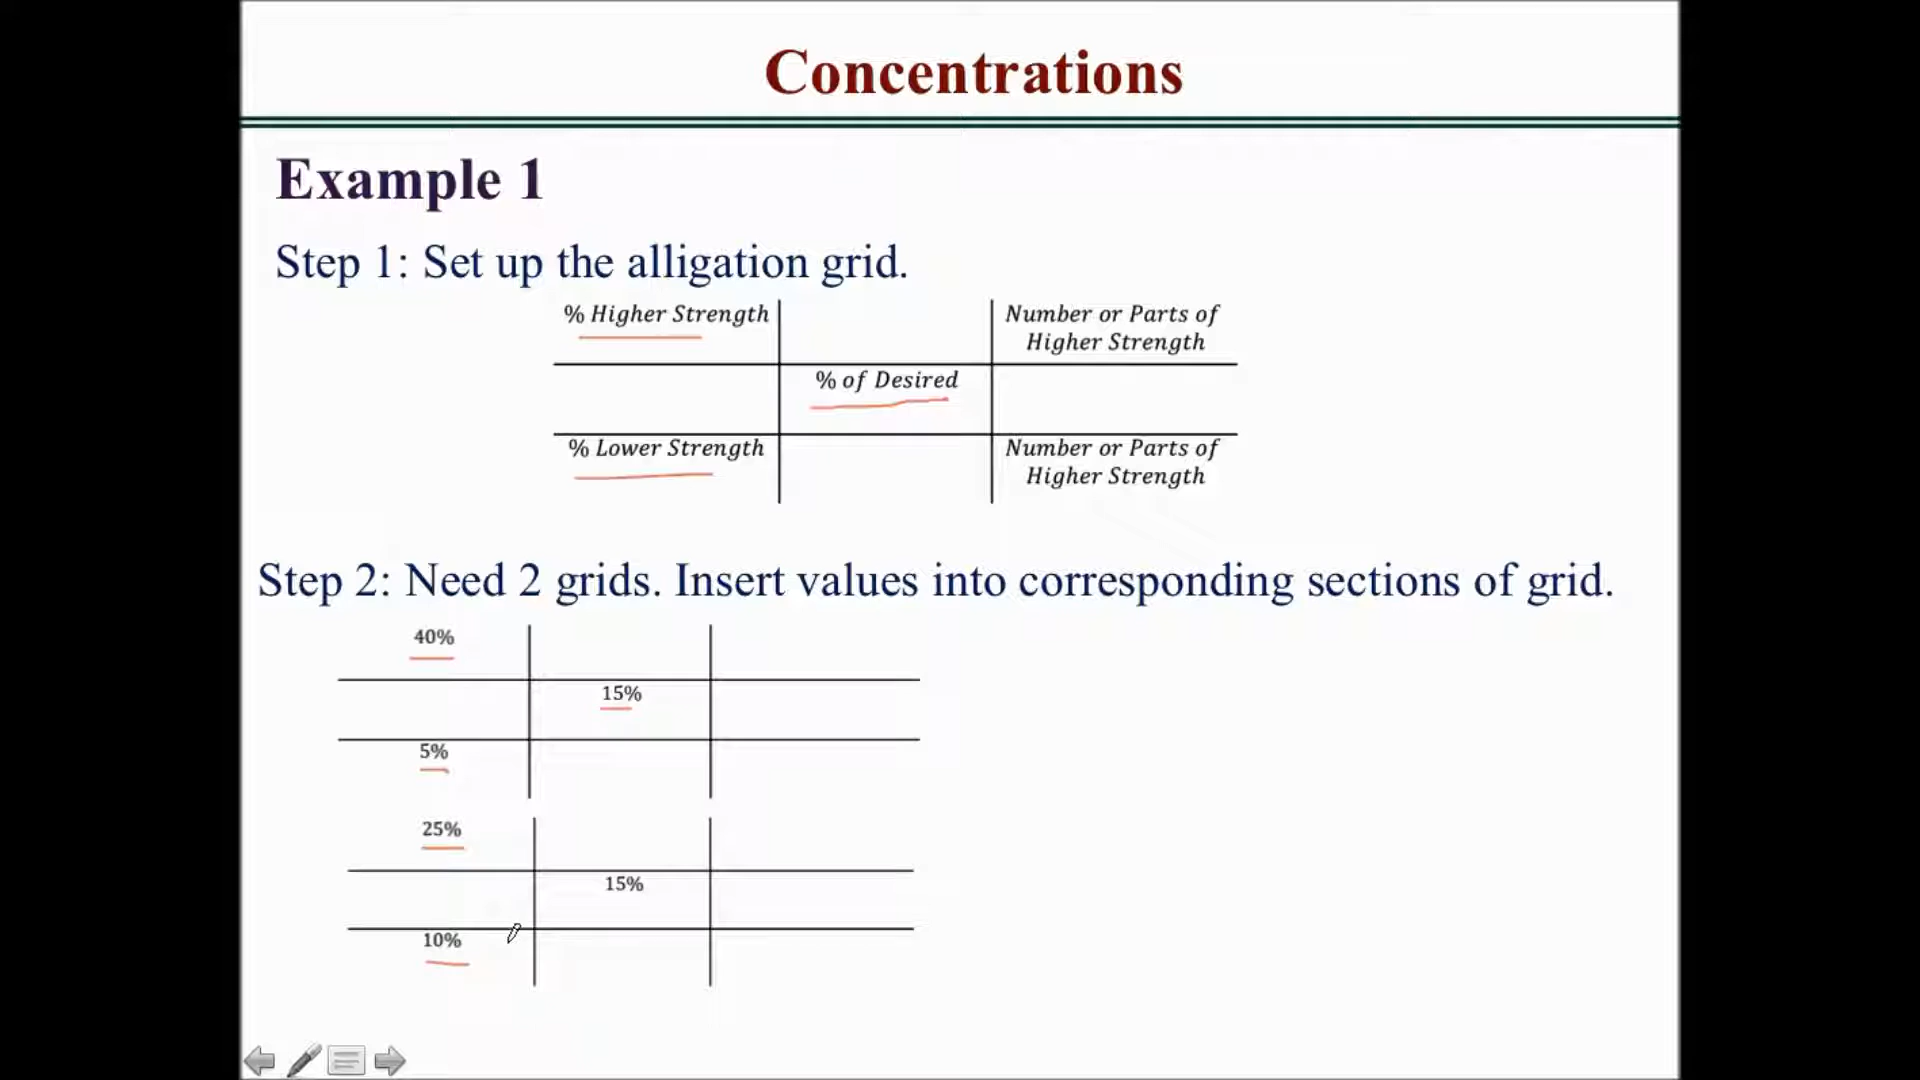 Concentrations
Example 1
Step 1: Set up the alligation grid.
% Higher Strength
Number or Parts of
Higher Strength
% of Desired
% Lower Strength
Number or Parts of
Higher Strength
Step 2: Need 2 grids. Insert values into corresponding sections of grid.
40%
15%
5%
25%
15%
10%